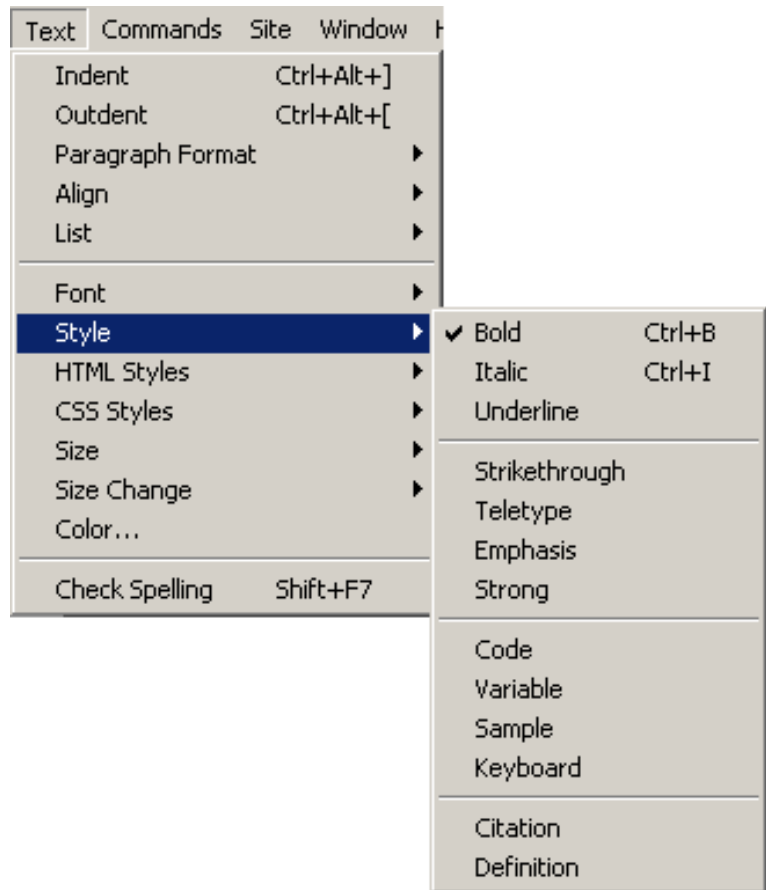 Text Commands Site Window
Indent Ctrl+Alt+]
Outdent Ctrl+Alt+[
Paragraph Format
Align
List
Font
Style
HTML Styles
CSS Styles
Size
Size Change
Color...
Check Spelling Shift+F7
Bold Ctrl+B
Italic Ctrl+I
Underline
Strikethrough
Teletype
Emphasis
Strong
Code
Variable
Sample
Keyboard
Citation
Definition